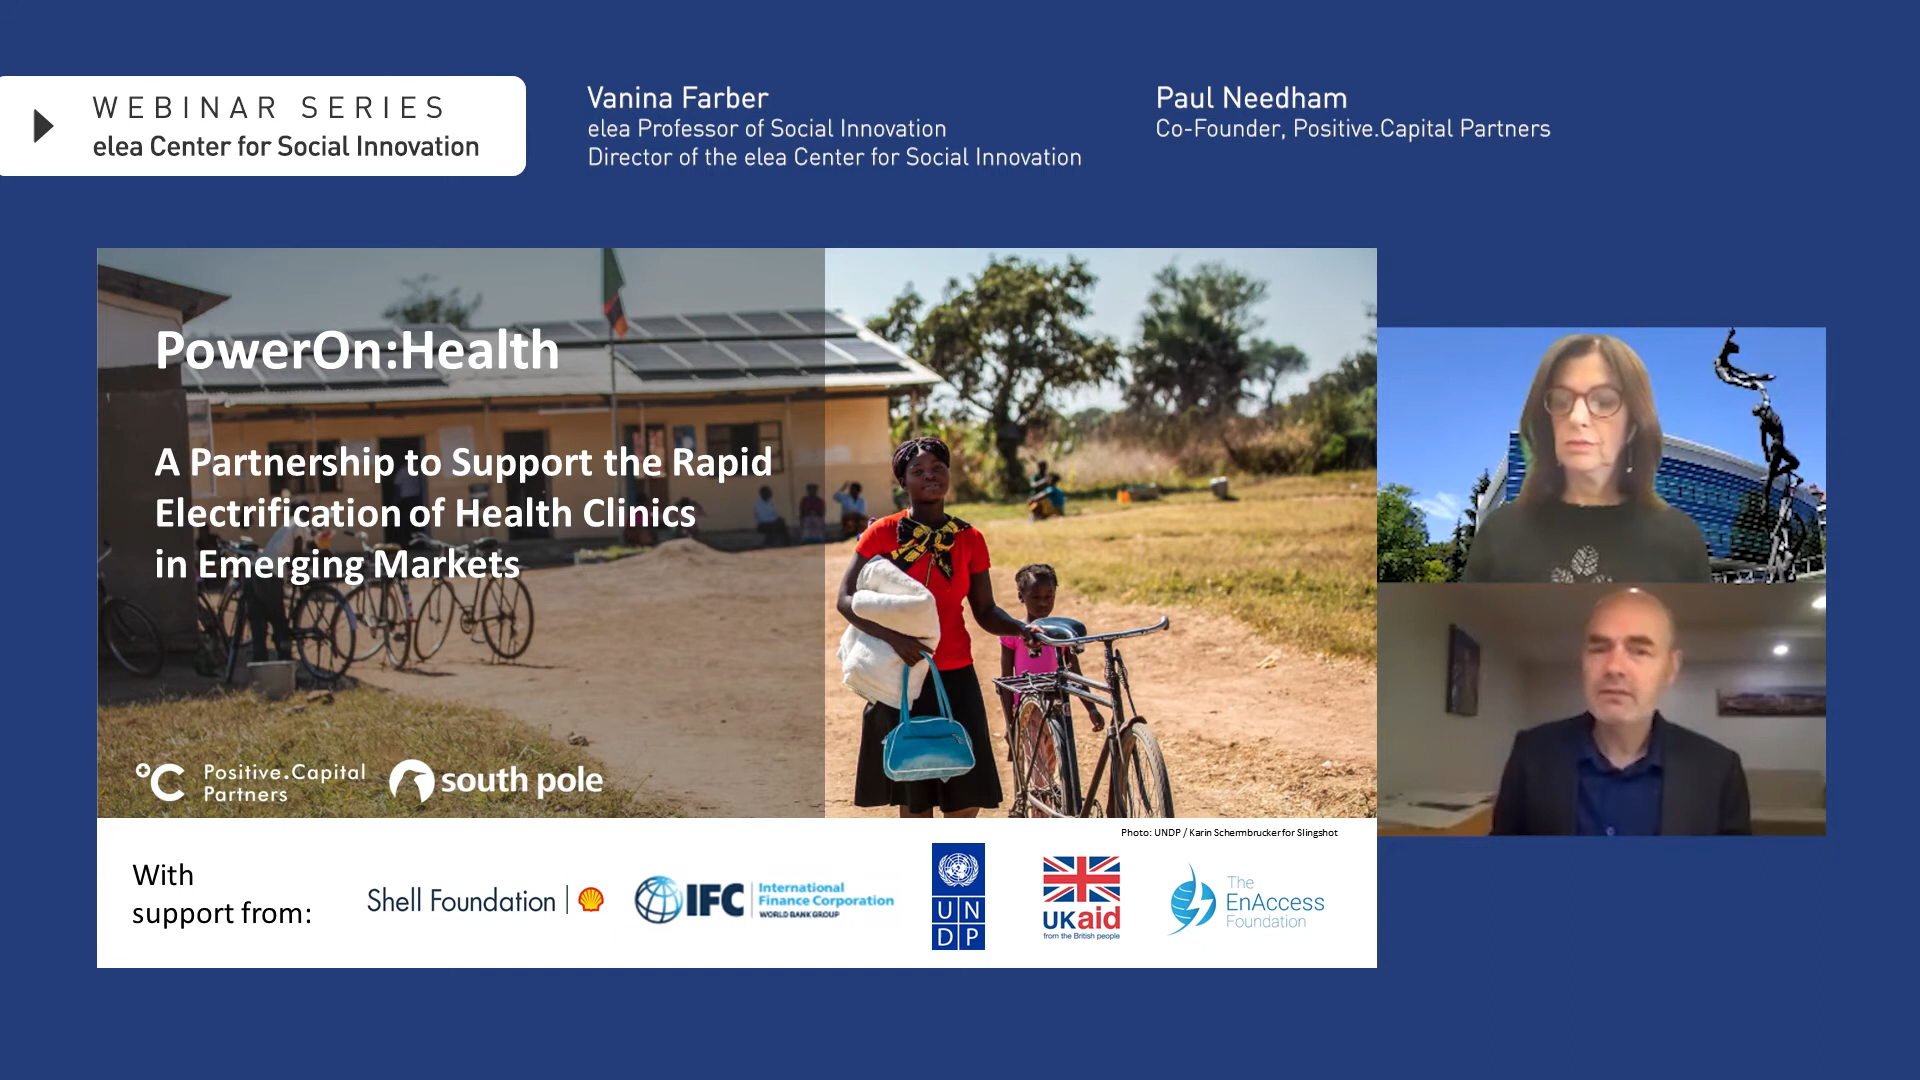 WEBINAR SERIES
elea Center for Social Innovation
Vanina Farber
elea Professor of Social Innovation
Director of the elea Center for Social Innovation
Paul Needham
Co-Founder, Positive.Capital Partners
PowerOn:Health
A Partnership to Support the Rapid
Electrification of Health Clinics
in Emerging Markets
°C Positive.Capital
Partners
south pole
Photo: UNDP / Karin Schermbrucker for Slingshot
With
support from:
Shell Foundation
IFC
International
Finance Corporation
WORLD BANK GROUP
UN
DP
UKaid
from the British people
The
EnAccess
Foundation